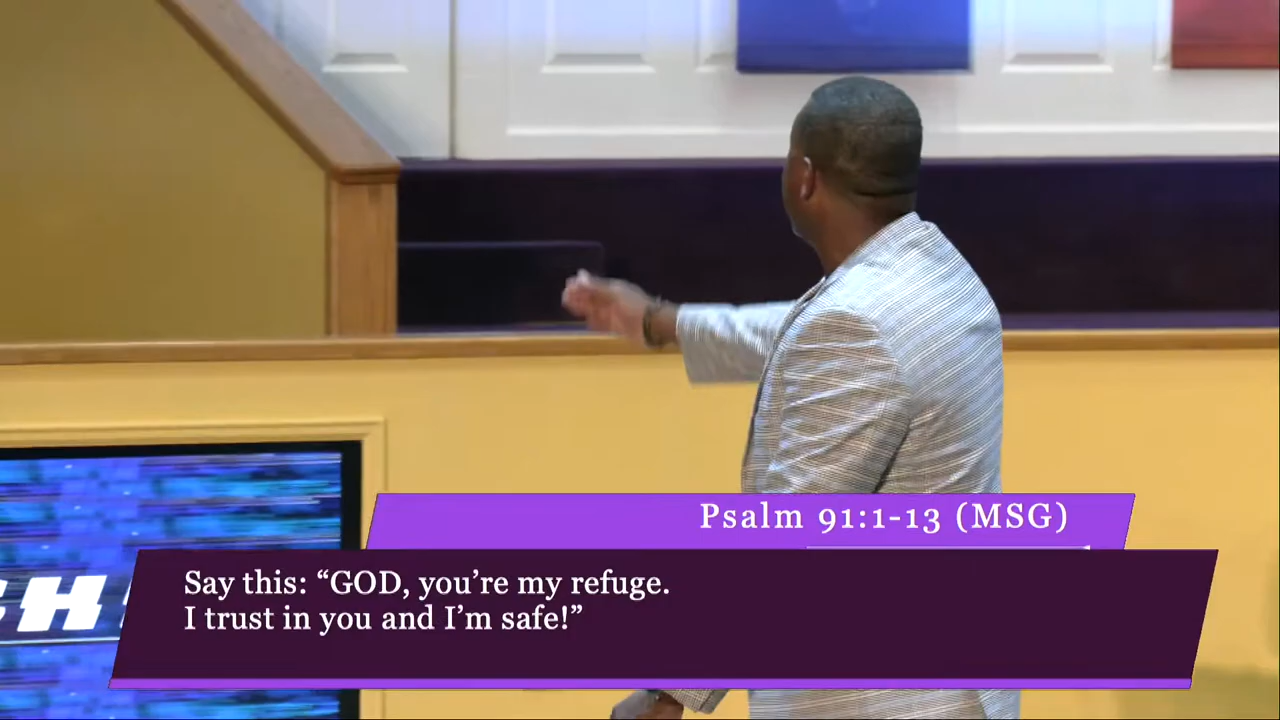 Psalm 91:1-13 (MSG)
Say this: “GOD, you’re my refuge.
I trust in you and I’m safe!”